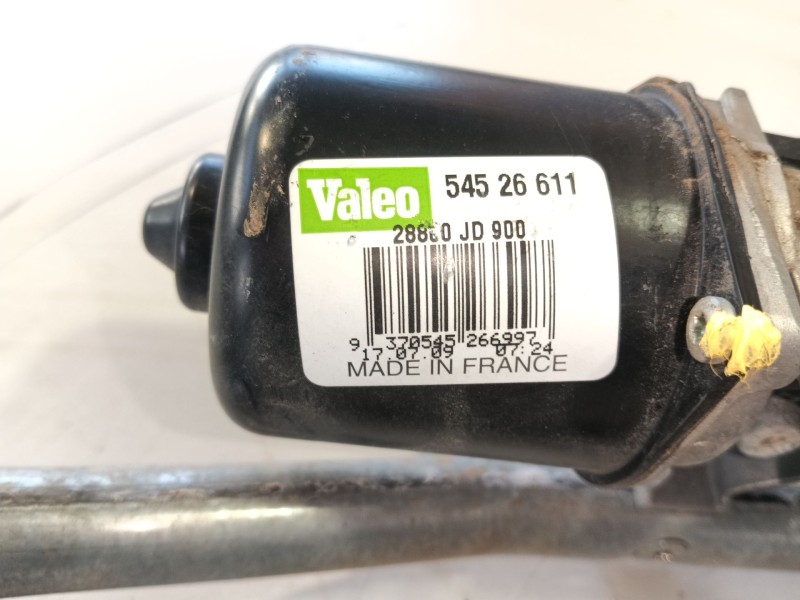 Valeo 545 26 611
28800 JD 900
9 370545 266997
17.07.09 07:24
MADE IN FRANCE